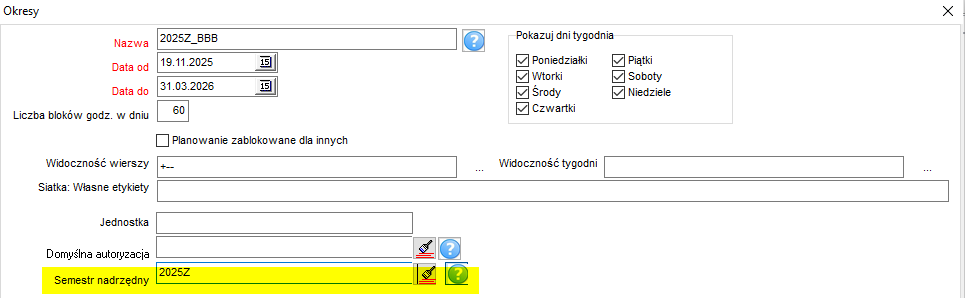 Okresy
Nazwa 2025Z_BBB ?
Data od 19.11.2025 15
Data do 31.03.2026 15
Liczba bloków godz. w dniu 60
Pokazuj dni tygodnia
Poniedziałki Piątki
Wtorki Soboty
Środy Niedziele
Czwartki
Planowanie zablokowane dla innych
Widoczność wierszy +-- ... Widoczność tygodni ...
Siatka: Własne etykiety
Jednostka
Domyślna autoryzacja ?
Semestr nadrzędny 2025Z ?